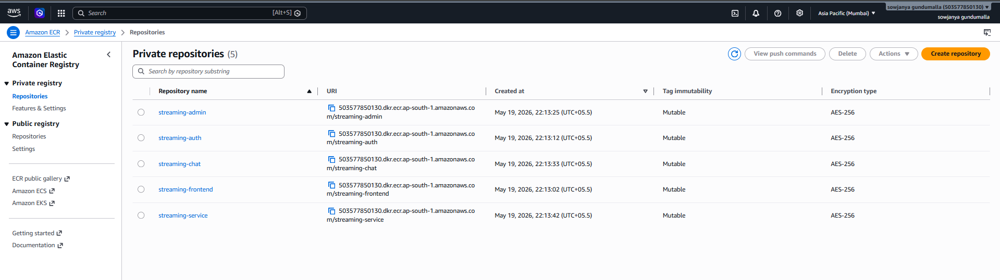 aws
Search
[Alt+S]
Asia Pacific (Mumbai)
sowjanya gundumalla (503577850130)
sowjanya gundumalla
Amazon ECR
Private registry
Repositories
Amazon Elastic
Container Registry
Private registry
Repositories
Features & Settings
Public registry
Repositories
Settings
ECR public gallery
Amazon ECS
Amazon EKS
Getting started
Documentation
Private repositories (5)
View push commands
Delete
Actions
Create repository
Search by repository substring
Repository name
URI
Created at
Tag immutability
Encryption type
streaming-admin
503577850130.dkr.ecr.ap-south-1.amazonaws.co
m/streaming-admin
May 19, 2026, 22:13:25 (UTC+05.5)
Mutable
AES-256
streaming-auth
503577850130.dkr.ecr.ap-south-1.amazonaws.co
m/streaming-auth
May 19, 2026, 22:13:12 (UTC+05.5)
Mutable
AES-256
streaming-chat
503577850130.dkr.ecr.ap-south-1.amazonaws.co
m/streaming-chat
May 19, 2026, 22:13:33 (UTC+05.5)
Mutable
AES-256
streaming-frontend
503577850130.dkr.ecr.ap-south-1.amazonaws.co
m/streaming-frontend
May 19, 2026, 22:13:02 (UTC+05.5)
Mutable
AES-256
streaming-service
503577850130.dkr.ecr.ap-south-1.amazonaws.co
m/streaming-service
May 19, 2026, 22:13:42 (UTC+05.5)
Mutable
AES-256